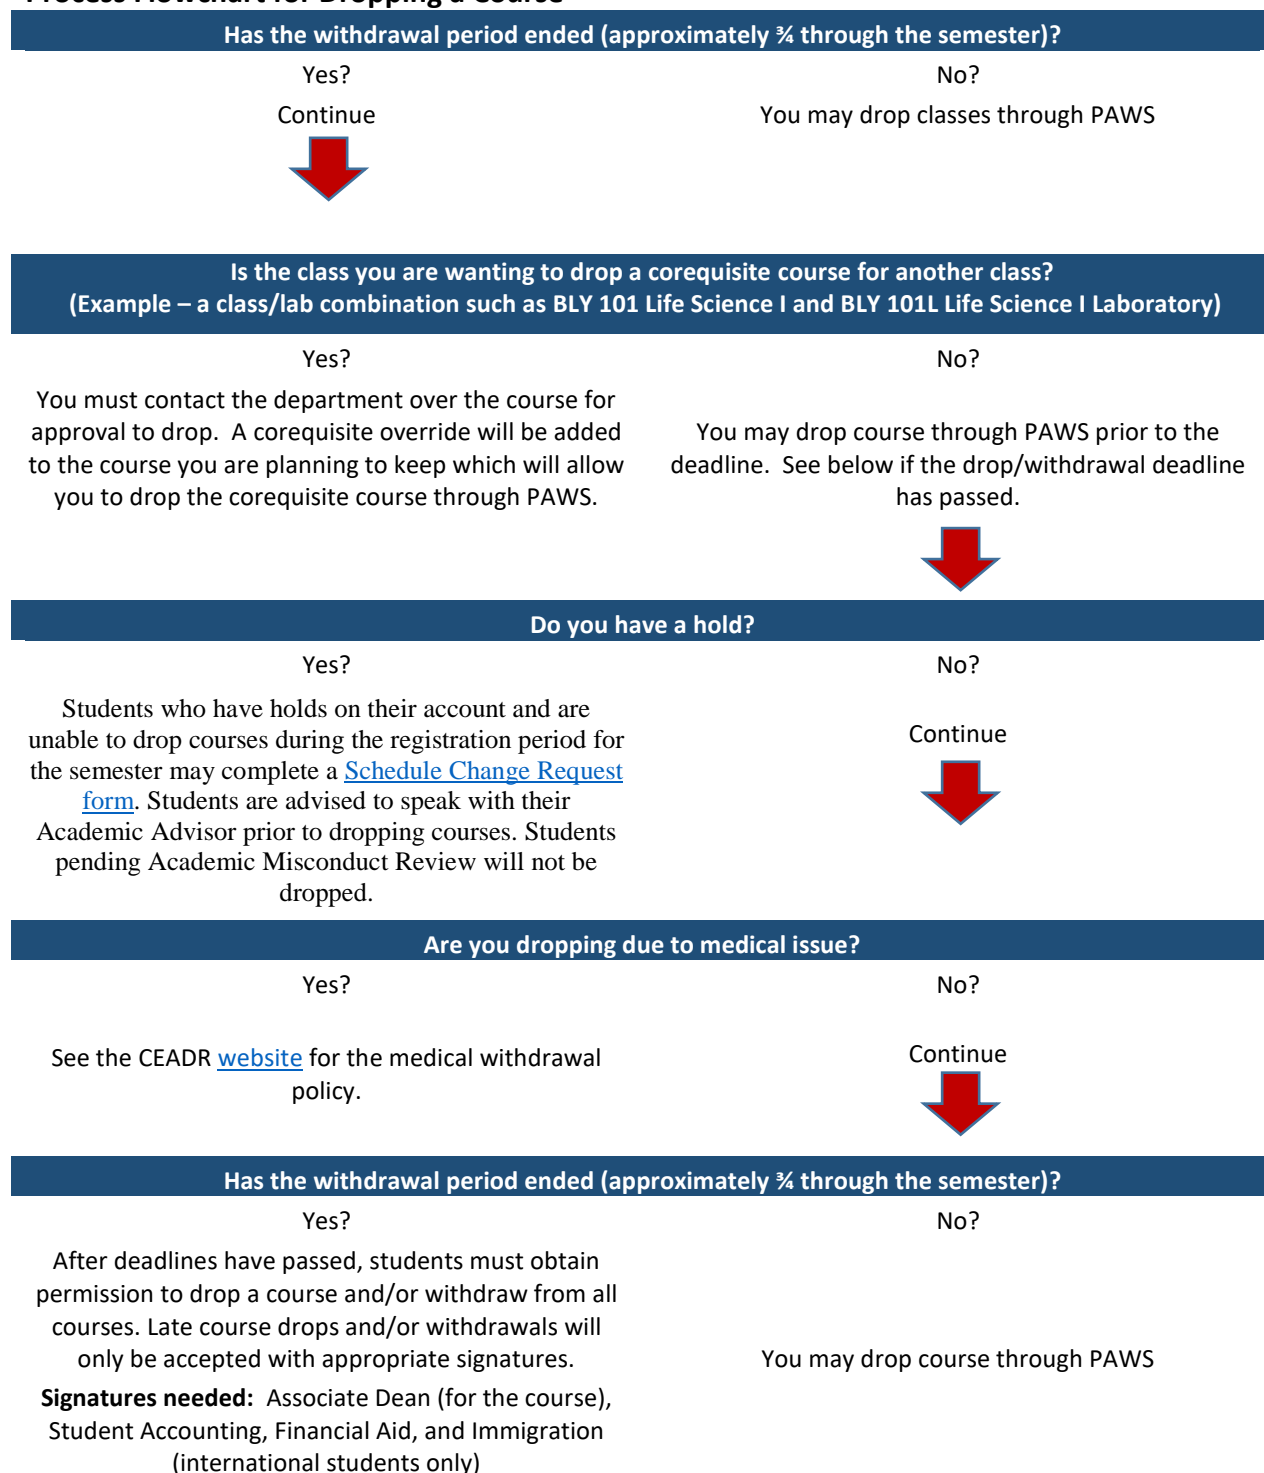 Process Flowchart for Dropping a Course
Has the withdrawal period ended (approximately ¾ through the semester)?
Yes?
No?
Continue
You may drop classes through PAWS
Is the class you are wanting to drop a corequisite course for another class?
(Example – a class/lab combination such as BLY 101 Life Science I and BLY 101L Life Science I Laboratory)
Yes?
You must contact the department over the course for
approval to drop.  A corequisite override will be added
to the course you are planning to keep which will allow
you to drop the corequisite course through PAWS.
No?
You may drop course through PAWS prior to the
deadline.  See below if the drop/withdrawal deadline
has passed.
Do you have a hold?
Yes?
Students who have holds on their account and are
unable to drop courses during the registration period for
the semester may complete a Schedule Change Request
form. Students are advised to speak with their
Academic Advisor prior to dropping courses. Students
pending Academic Misconduct Review will not be
dropped.
No?
Continue
Are you dropping due to medical issue?
Yes?
See the CEADR website for the medical withdrawal
policy.
No?
Continue
Has the withdrawal period ended (approximately ¾ through the semester)?
Yes?
After deadlines have passed, students must obtain
permission to drop a course and/or withdraw from all
courses. Late course drops and/or withdrawals will
only be accepted with appropriate signatures.
Signatures needed:  Associate Dean (for the course),
Student Accounting, Financial Aid, and Immigration
(international students only)
No?
You may drop course through PAWS